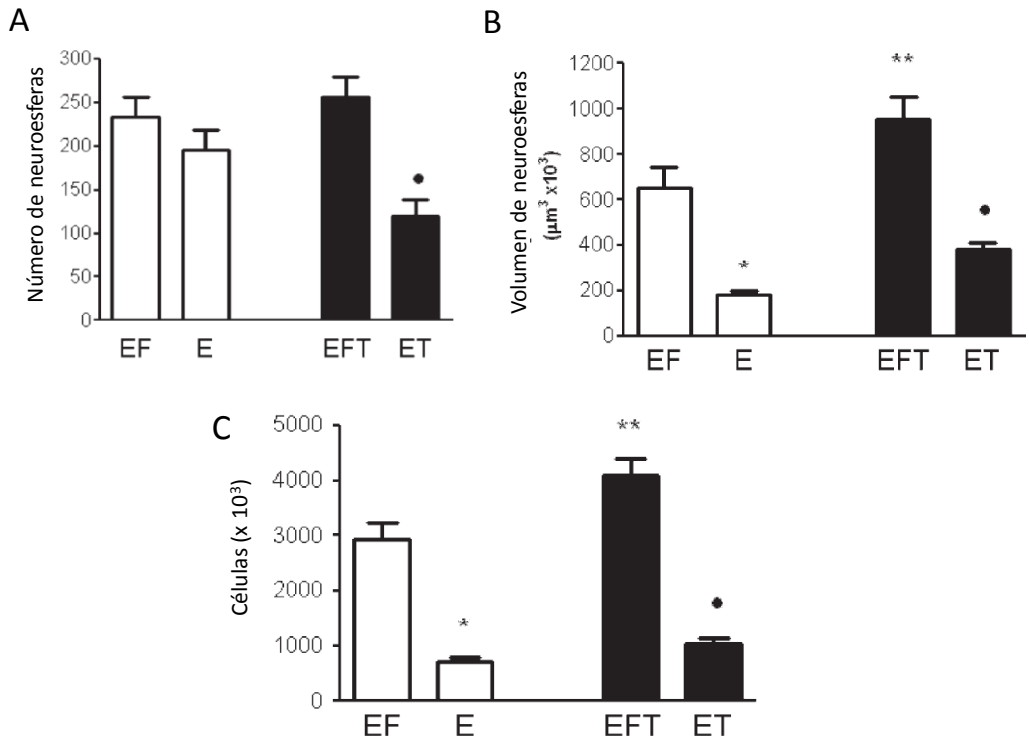 A
Número de neuroesferas
300
250
200
150
100
50
0
•
EF E EFT ET
B
Volumen de neuroesferas
(µm³ x10³)
1200
1000
800
600
400
200
0
*
**
•
EF E EFT ET
C
Células (x 10³)
5000
4000
3000
2000
1000
0
*
**
•
EF E EFT ET